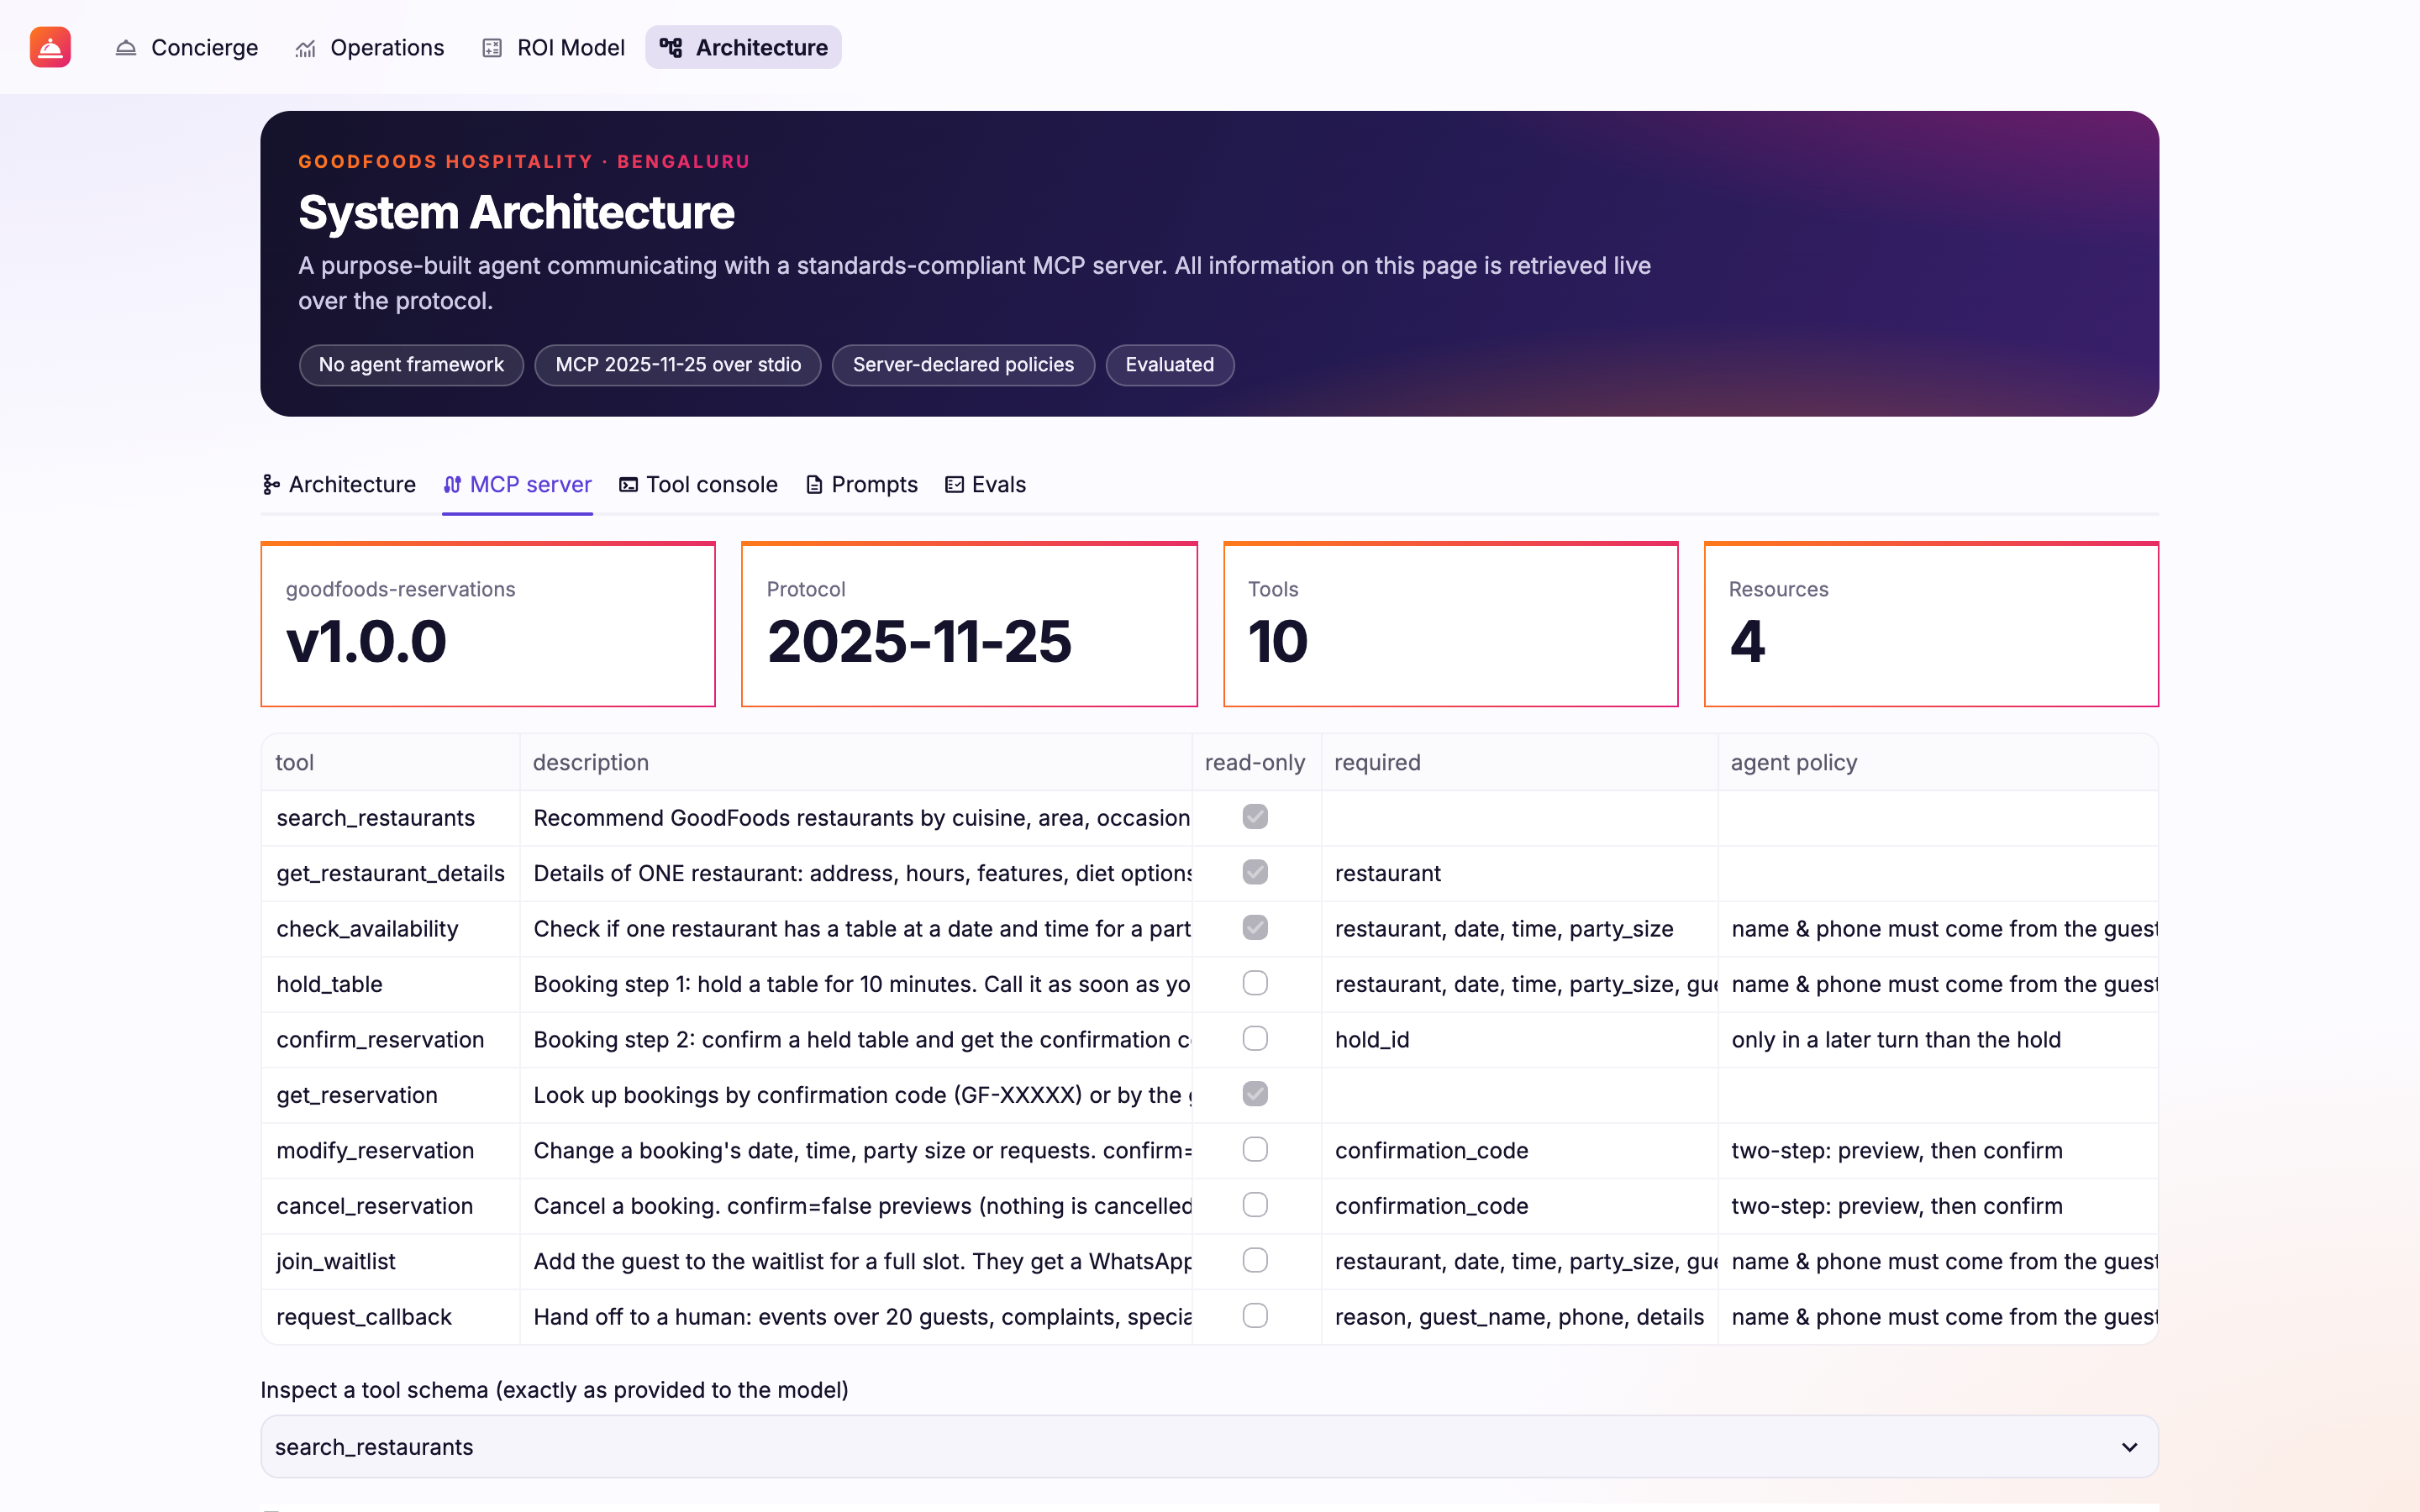 Concierge
Operations
ROI Model
Architecture
GOODFOODS HOSPITALITY · BENGALURU
System Architecture
A purpose-built agent communicating with a standards-compliant MCP server. All information on this page is retrieved live
over the protocol.
No agent framework
MCP 2025-11-25 over stdio
Server-declared policies
Evaluated
Architecture
MCP server
Tool console
Prompts
Evals
goodfoods-reservations
v1.0.0
Protocol
2025-11-25
Tools
10
Resources
4
tool description read-only required agent policy
search_restaurants Recommend GoodFoods restaurants by cuisine, area, occasion
get_restaurant_details Details of ONE restaurant: address, hours, features, diet options restaurant
check_availability Check if one restaurant has a table at a date and time for a part restaurant, date, time, party_size name & phone must come from the guest
hold_table Booking step 1: hold a table for 10 minutes. Call it as soon as yo restaurant, date, time, party_size, gue name & phone must come from the guest
confirm_reservation Booking step 2: confirm a held table and get the confirmation c hold_id only in a later turn than the hold
get_reservation Look up bookings by confirmation code (GF-XXXXX) or by the
modify_reservation Change a booking's date, time, party size or requests. confirm= confirmation_code two-step: preview, then confirm
cancel_reservation Cancel a booking. confirm=false previews (nothing is cancelled confirmation_code two-step: preview, then confirm
join_waitlist Add the guest to the waitlist for a full slot. They get a WhatsApp restaurant, date, time, party_size, gue name & phone must come from the guest
request_callback Hand off to a human: events over 20 guests, complaints, specia reason, guest_name, phone, details name & phone must come from the guest
Inspect a tool schema (exactly as provided to the model)
search_restaurants